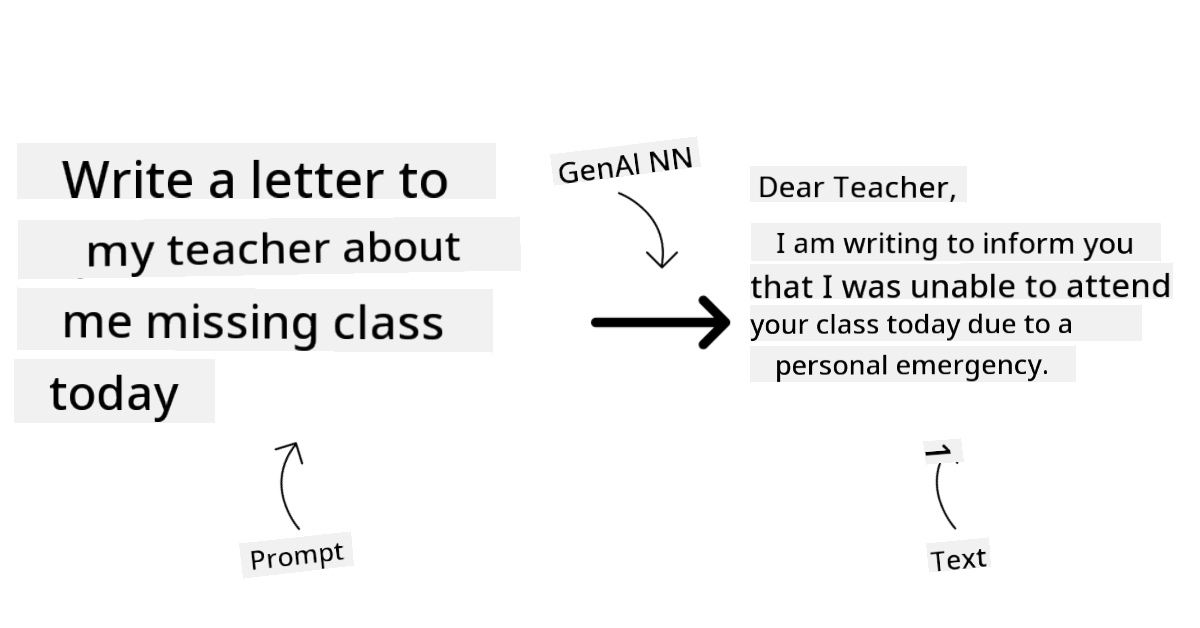 Write a letter to
my teacher about
me missing class
today
GenAI NN
Dear Teacher,
I am writing to inform you
that I was unable to attend
your class today due to a
personal emergency.
Prompt
Text